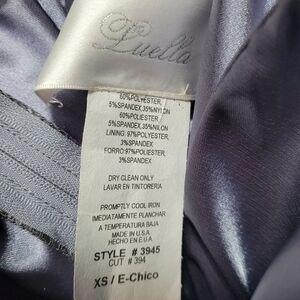 Luella
60%POLYESTER,
5%SPANDEX,35%NYLON
60%POLIESTER
5%SPANDEX,35%NILON
LINING: 97%POLYESTER,
3%SPANDEX
FORRO:97%POLIESTER,
3%SPANDEX
DRY CLEAN ONLY
LAVAR EN TINTORERIA
PROMPTLY COOL IRON
IMEDIATAMENTE PLANCHAR
A TEMPERATURA BAJA
MADE IN U.S.A
HECHO EN E.U.A
STYLE # 3945
CUT # 394
XS / E-Chico